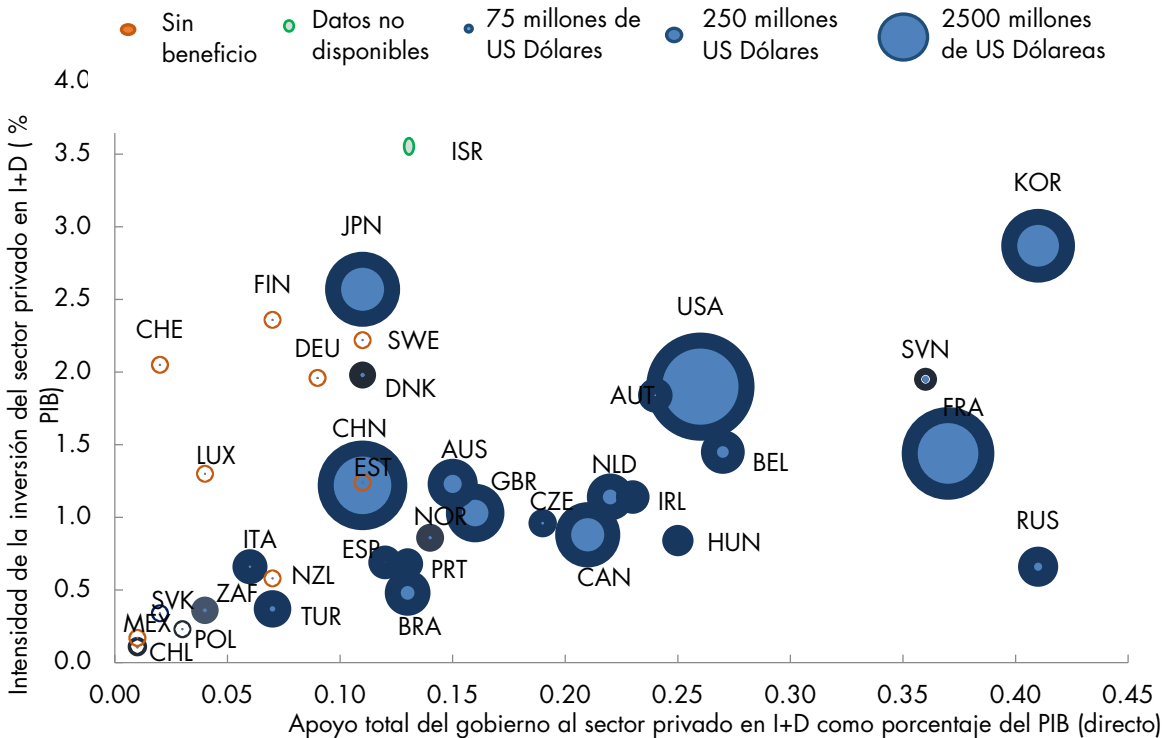 Sin
beneficio
Datos no
disponibles
75 millones de
US Dólares
250 millones
US Dólares
2500 millones
de US Dólareas
Intensidad de la inversión del sector privado en I+D ( %
PIB)
4.0
3.5
3.0
2.5
2.0
1.5
1.0
0.5
0.0
ISR
KOR
JPN
FIN
USA
CHE
DEU
SWE
SVN
DNK
AUT
FRA
CHN
LUX
EST
AUS
NLD
BEL
GBR
CZE
IRL
NOR
RUS
ITA
ESP
HUN
NZL
PRT
CAN
SVK
ZAF
TUR
BRA
MEX
POL
CHL
0.00
0.05
0.10
0.15
0.20
0.25
0.30
0.35
0.40
0.45
Apoyo total del gobierno al sector privado en I+D como porcentaje del PIB (directo)